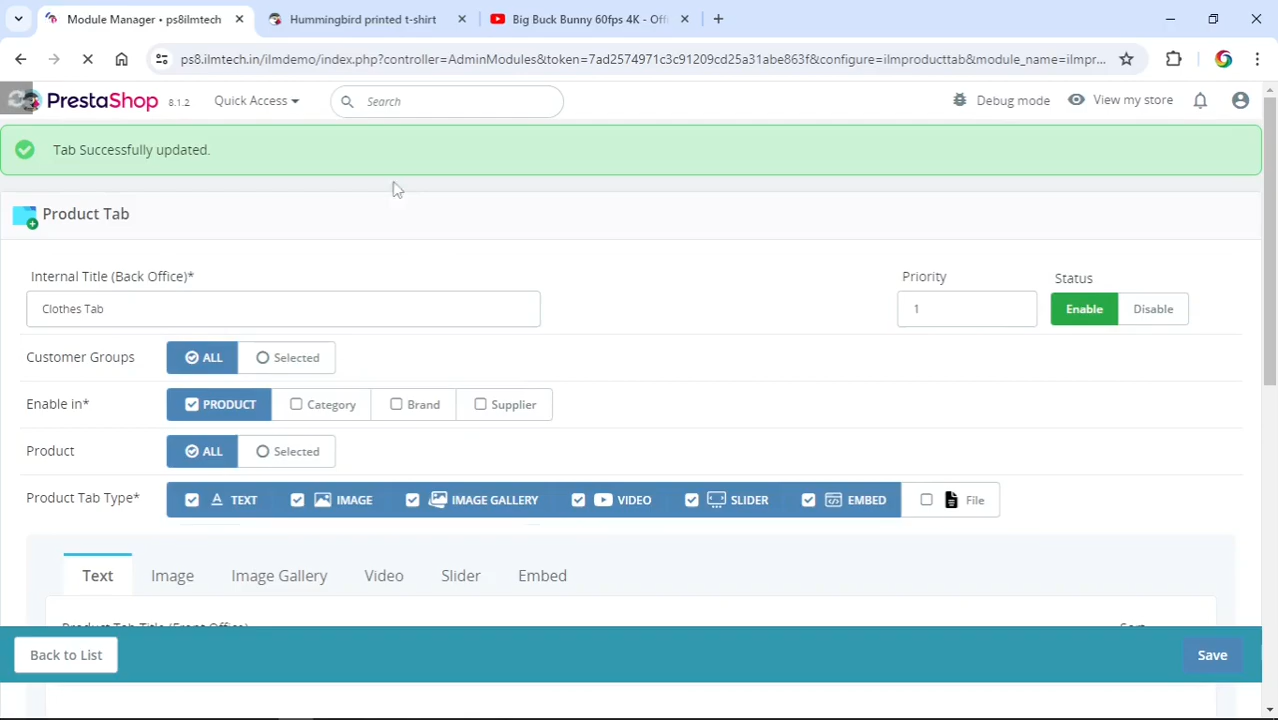 Module Manager • ps8ilmtech
Hummingbird printed t-shirt
Big Buck Bunny 60fps 4K - Offi
ps8.ilmtech.in/ilmdemo/index.php?controller=AdminModules&token=7ad2574971c3c91209cd25a31abe863f&configure=ilmproducttab&module_name=ilmpr...
PrestaShop 8.1.2 Quick Access Search Debug mode View my store
Tab Successfully updated.
Product Tab
Internal Title (Back Office)* Priority Status
Clothes Tab 1 Enable Disable
Customer Groups ALL Selected
Enable in* PRODUCT Category Brand Supplier
Product ALL Selected
Product Tab Type* TEXT IMAGE IMAGE GALLERY VIDEO SLIDER EMBED File
Text Image Image Gallery Video Slider Embed
Product Tab Title (Front Office) Sort
Back to List Save